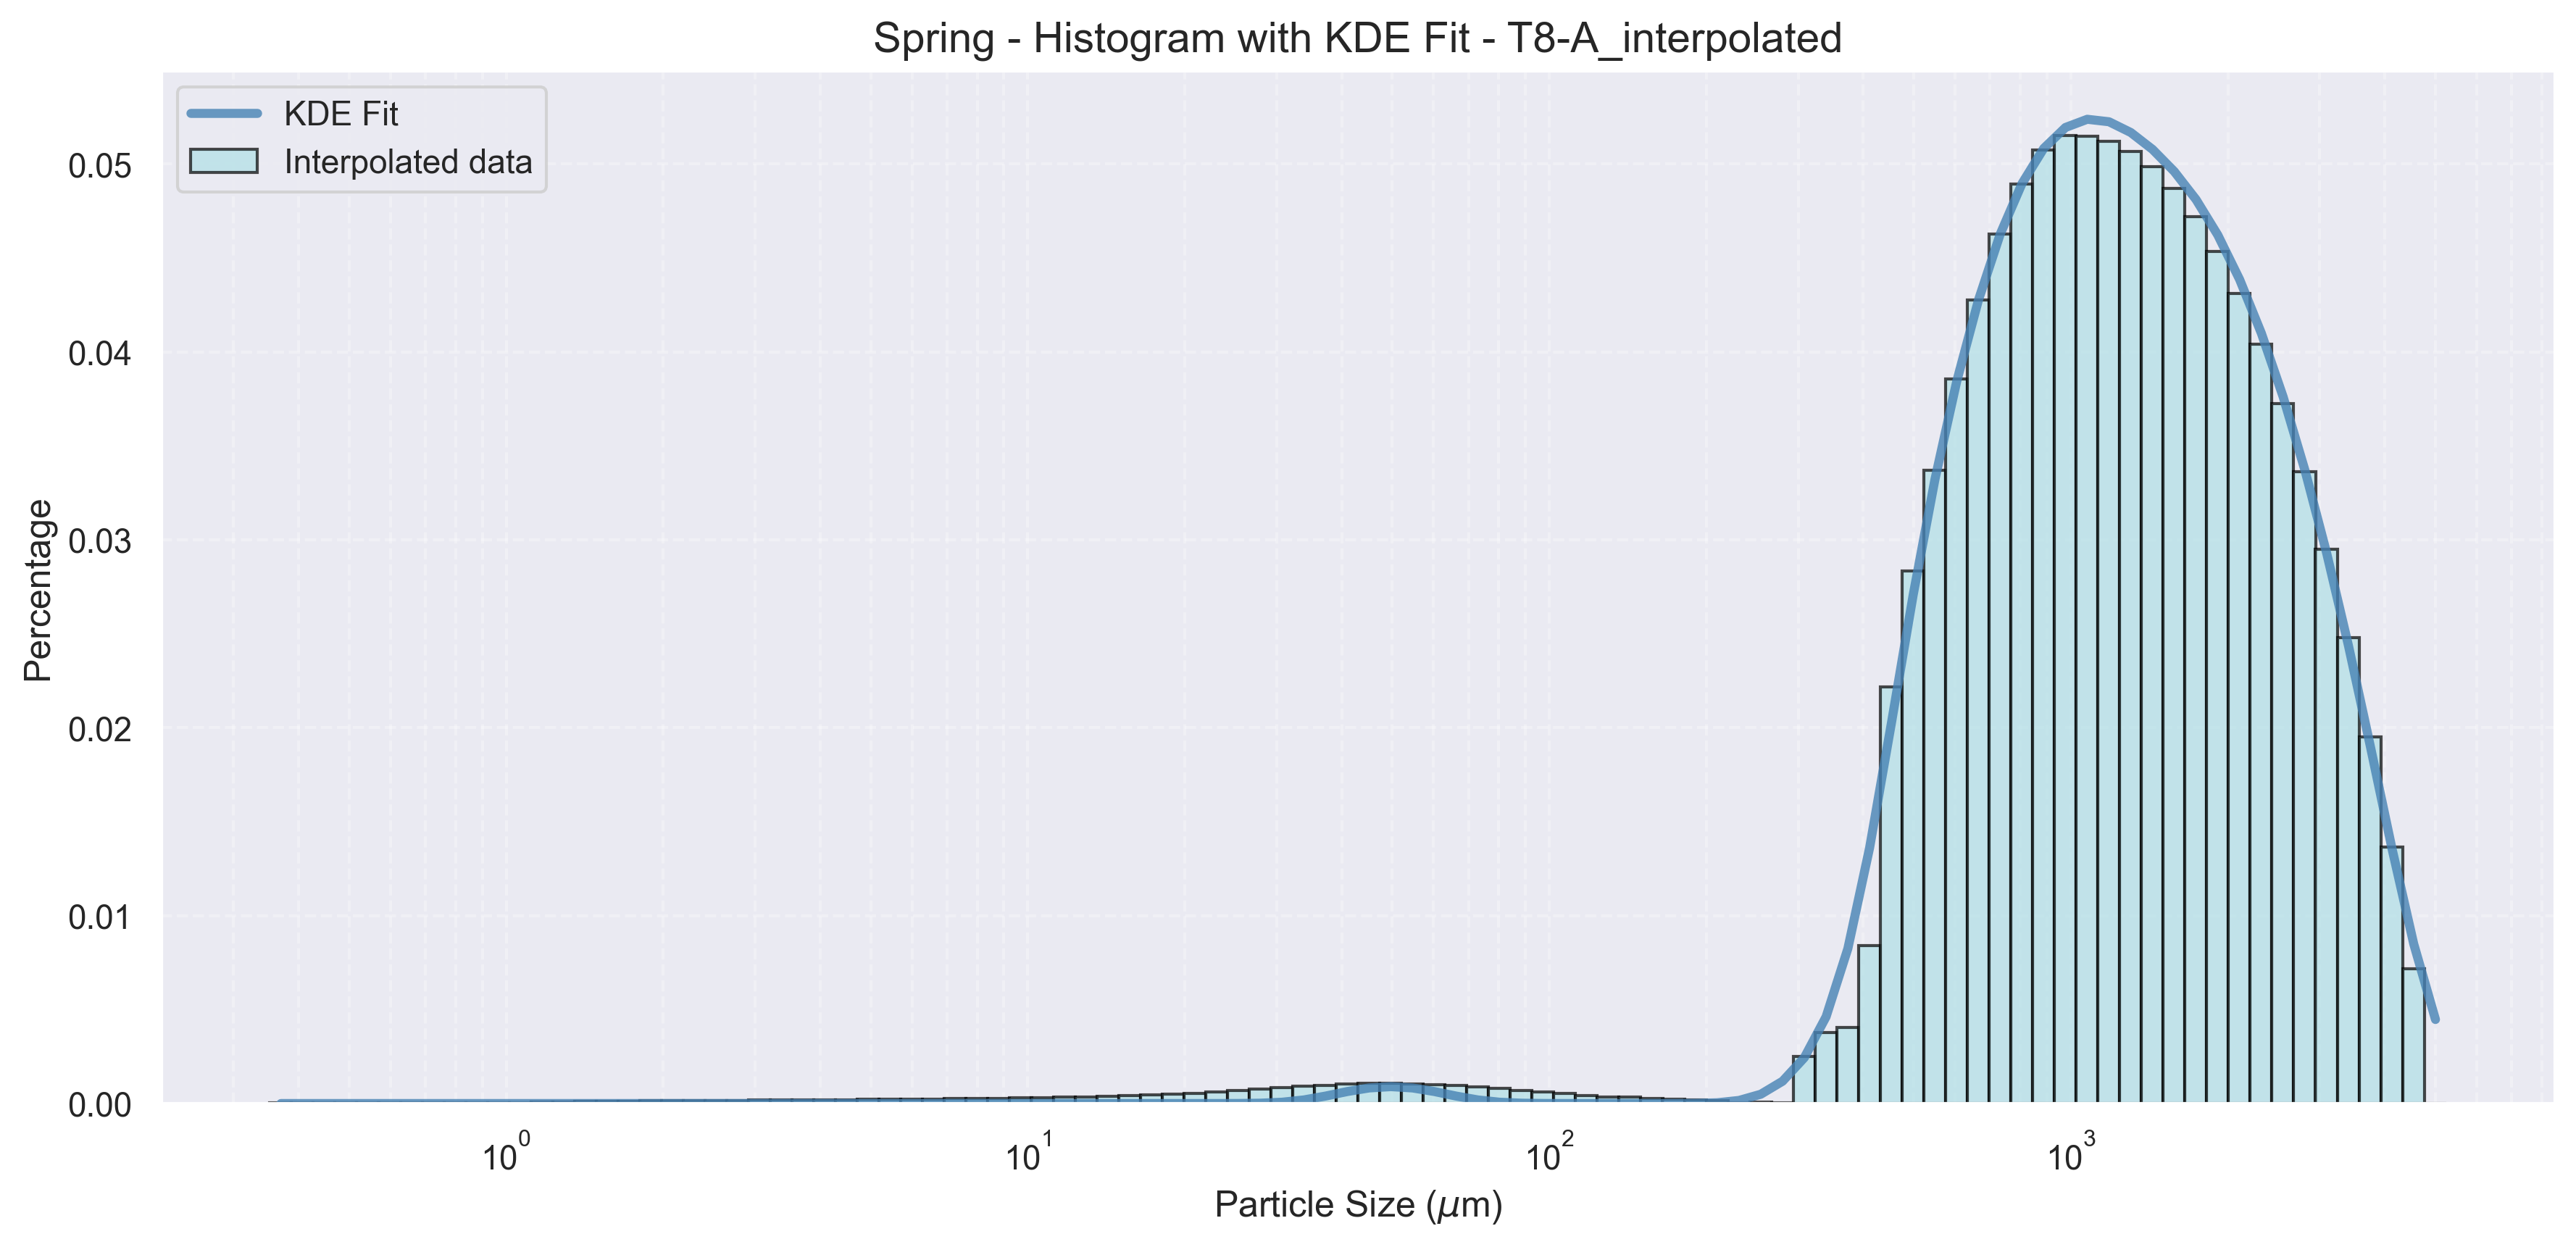 Spring - Histogram with KDE Fit - T8-A_interpolated
KDE Fit
Interpolated data
Percentage
0.05
0.04
0.03
0.02
0.01
0.00
10^0 10^1 10^2 10^3
Particle Size (μm)